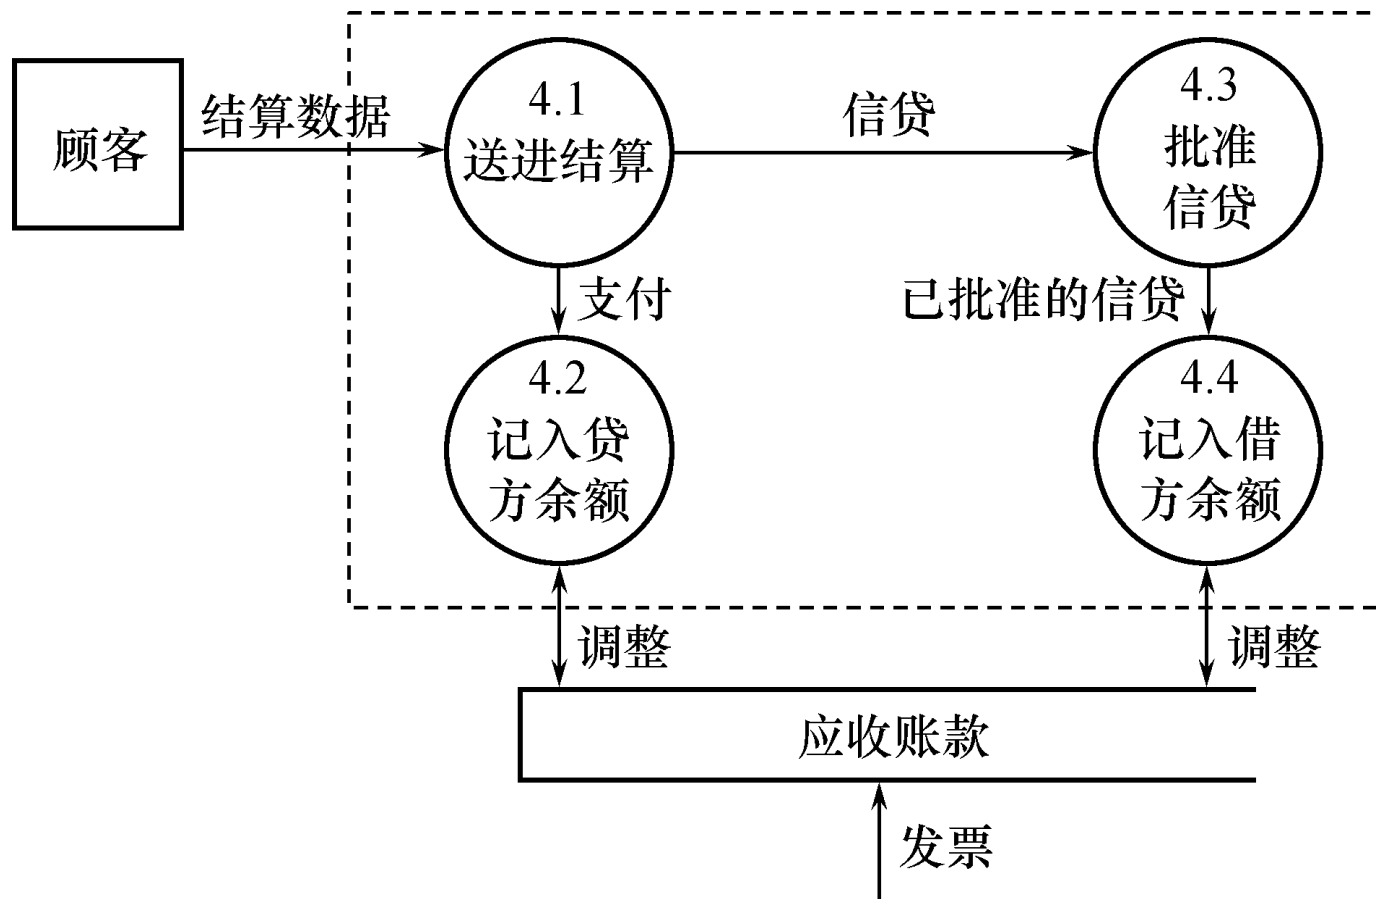 顾客
结算数据
4.1
送进结算
信贷
4.3
批准
信贷
支付
已批准的信贷
4.2
记入贷
方余额
4.4
记入借
方余额
调整
调整
应收账款
发票